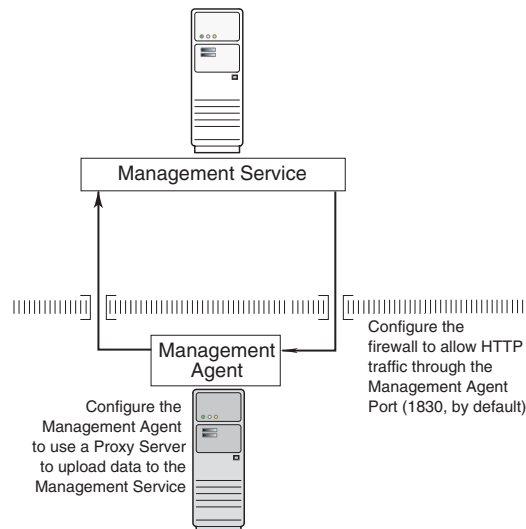 Management Service
Management
Agent
Configure the
firewall to allow HTTP
traffic through the
Management Agent
Port (1830, by default)
Configure the
Management Agent
to use a Proxy Server
to upload data to the
Management Service